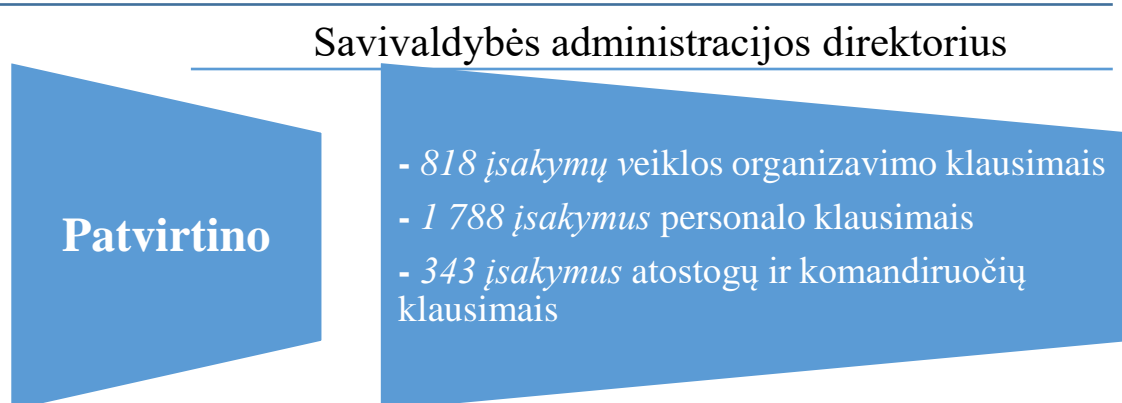 Savivaldybės administracijos direktorius
Patvirtino
- 818 įsakymų veiklos organizavimo klausimais
- 1 788 įsakymus personalo klausimais
- 343 įsakymus atostogų ir komandiruočių
klausimais